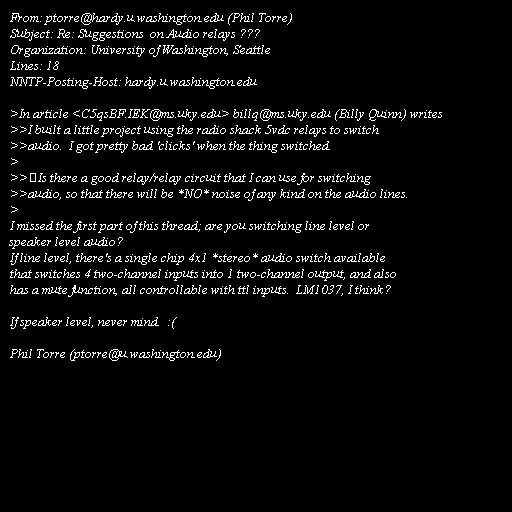 From: ptorre@hardy.u.washington.edu (Phil Torre)
Subject: Re: Suggestions  on Audio relays ???
Organization: University of Washington, Seattle
Lines: 18
NNTP-Posting-Host: hardy.u.washington.edu

>In article <C5qsBF.IEK@ms.uky.edu> billq@ms.uky.edu (Billy Quinn) writes
>>I built a little project using the radio shack 5vdc relays to switch
>>audio.  I got pretty bad 'clicks' when the thing switched.
>
>>Is there a good relay/relay circuit that I can use for switching
>>audio, so that there will be *NO* noise of any kind on the audio lines.
>
I missed the first part of this thread; are you switching line level or
speaker level audio?
If line level, there's a single chip 4x1 *stereo* audio switch available
that switches 4 two-channel inputs into 1 two-channel output, and also
has a mute function, all controllable with ttl inputs.  LM1037, I think?

If speaker level, never mind.  :(

Phil Torre (ptorre@u.washington.edu)